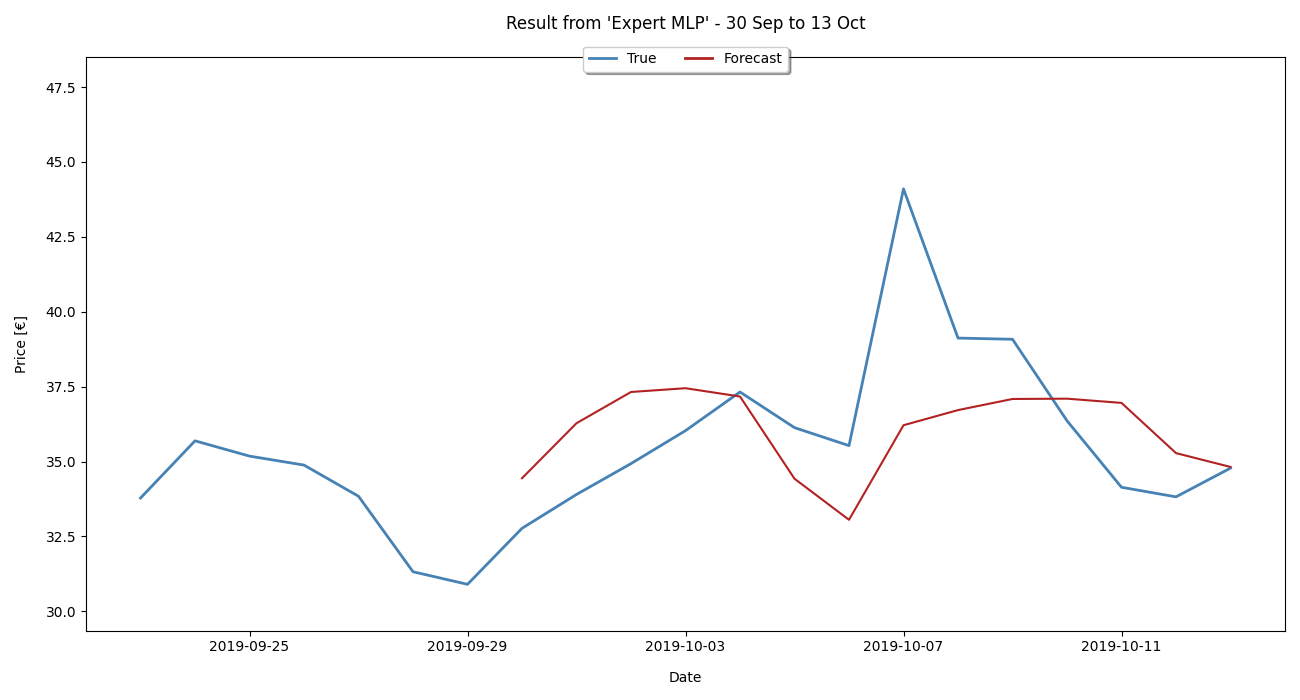 Result from 'Expert MLP' - 30 Sep to 13 Oct
True Forecast
47.5
45.0
42.5
40.0
37.5
35.0
32.5
30.0
Price [€]
2019-09-25 2019-09-29 2019-10-03 2019-10-07 2019-10-11
Date